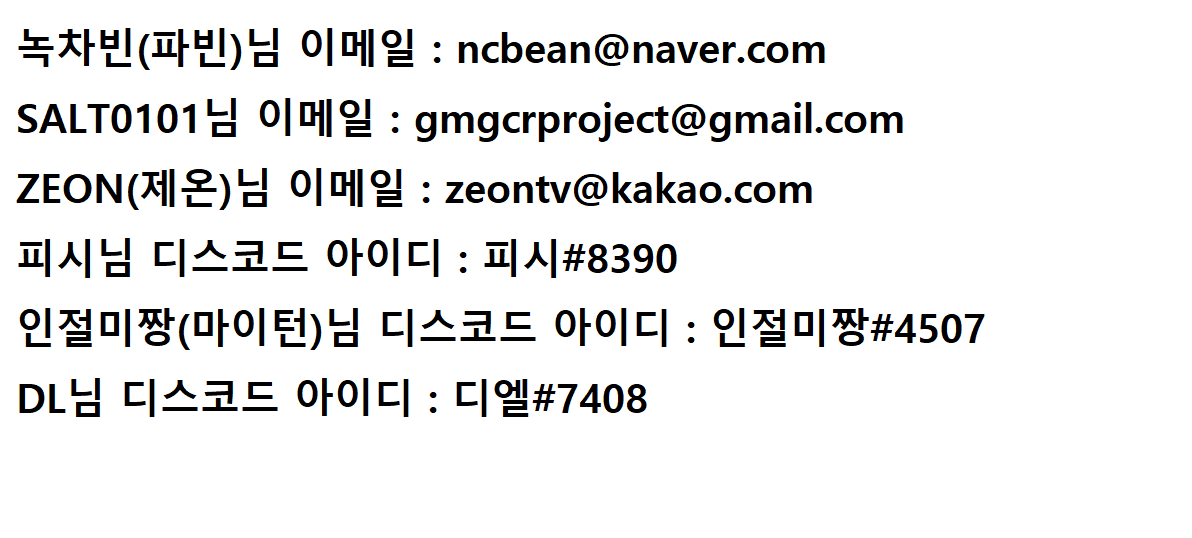 녹차빈(파빈)님 이메일 : ncbean@naver.com
SALT0101님 이메일 : gmgcrproject@gmail.com
ZEON(제온)님 이메일 : zeontv@kakao.com
피시님 디스코드 아이디 : 피시#8390
인절미짱(마이턴)님 디스코드 아이디 : 인절미짱#4507
DL님 디스코드 아이디 : 디엘#7408